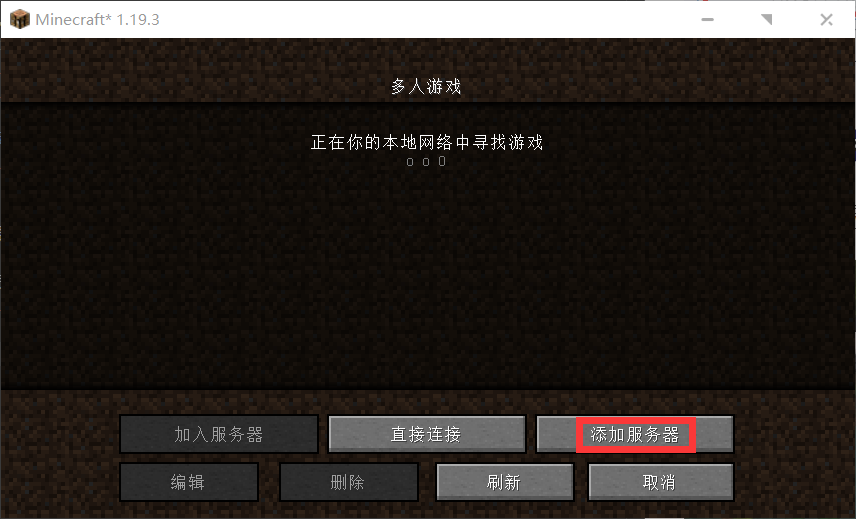 Minecraft* 1.19.3
多人游戏
正在你的本地网络中寻找游戏
o o O
加入服务器 直接连接 添加服务器
编辑 删除 刷新 取消